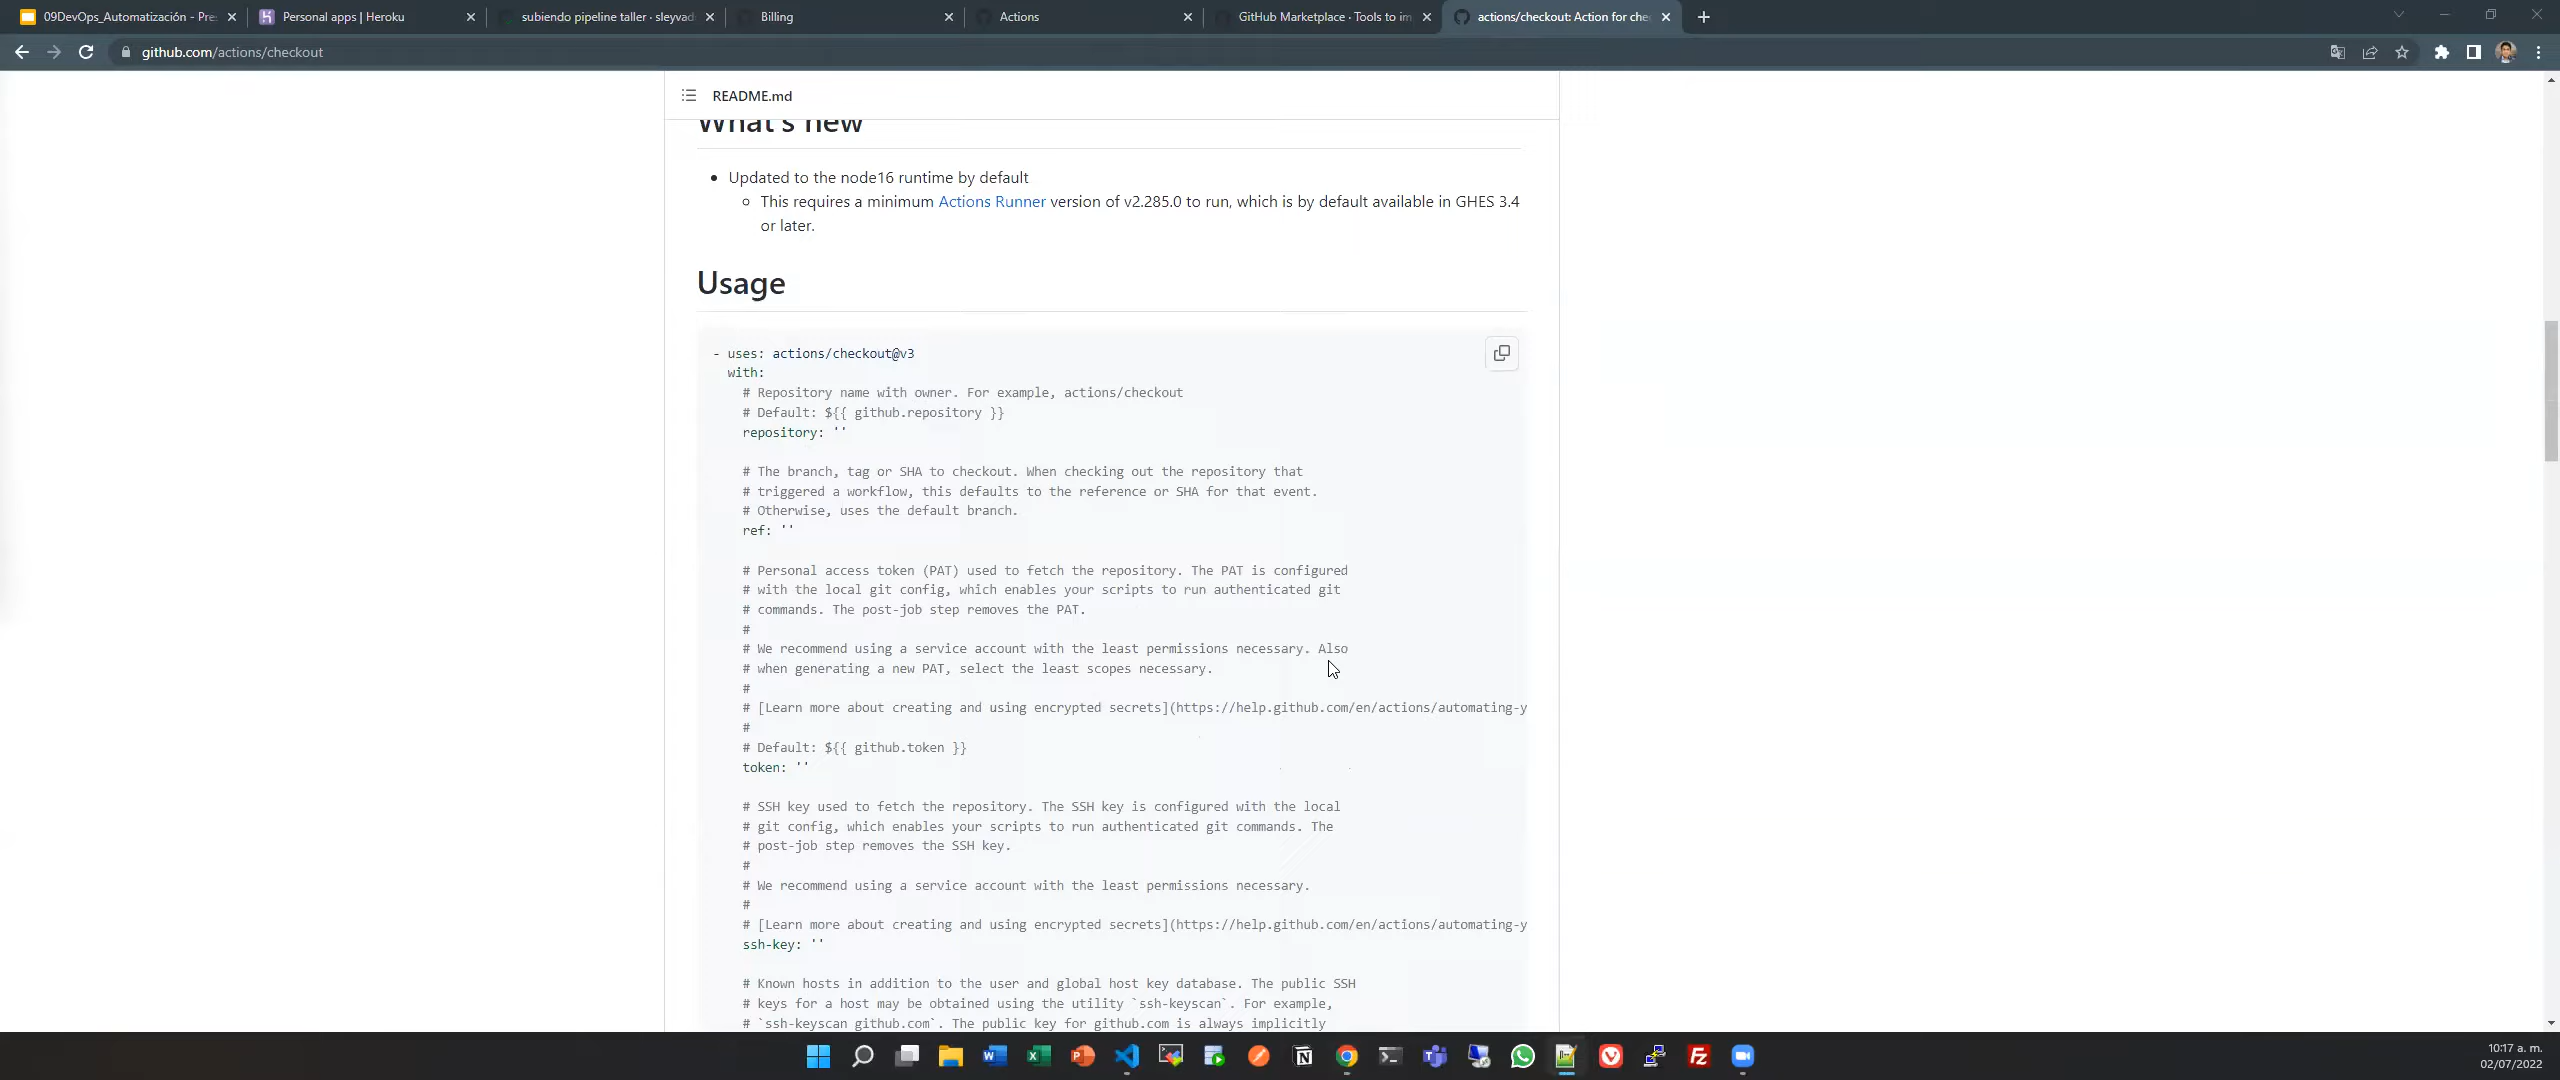 09DevOps_Automatización - Pre
Personal apps | Heroku
subiendo pipeline taller · sleyvad
Billing
Actions
GitHub Marketplace · Tools to im
actions/checkout: Action for che
github.com/actions/checkout
README.md
What's new
Updated to the node16 runtime by default
This requires a minimum Actions Runner version of v2.285.0 to run, which is by default available in GHES 3.4
or later.
Usage
- uses: actions/checkout@v3
with:
# Repository name with owner. For example, actions/checkout
# Default: ${{ github.repository }}
repository: ''
# The branch, tag or SHA to checkout. When checking out the repository that
# triggered a workflow, this defaults to the reference or SHA for that event.
# Otherwise, uses the default branch.
ref: ''
# Personal access token (PAT) used to fetch the repository. The PAT is configured
# with the local git config, which enables your scripts to run authenticated git
# commands. The post-job step removes the PAT.
#
# We recommend using a service account with the least permissions necessary. Also
# when generating a new PAT, select the least scopes necessary.
#
# [Learn more about creating and using encrypted secrets](https://help.github.com/en/actions/automating-y
#
# Default: ${{ github.token }}
token: ''
# SSH key used to fetch the repository. The SSH key is configured with the local
# git config, which enables your scripts to run authenticated git commands. The
# post-job step removes the SSH key.
#
# We recommend using a service account with the least permissions necessary.
#
# [Learn more about creating and using encrypted secrets](https://help.github.com/en/actions/automating-y
ssh-key: ''
# Known hosts in addition to the user and global host key database. The public SSH
# keys for a host may be obtained using the utility `ssh-keyscan`. For example,
# `ssh-keyscan github.com`. The public key for github.com is always implicitly
10:17 a. m.
02/07/2022